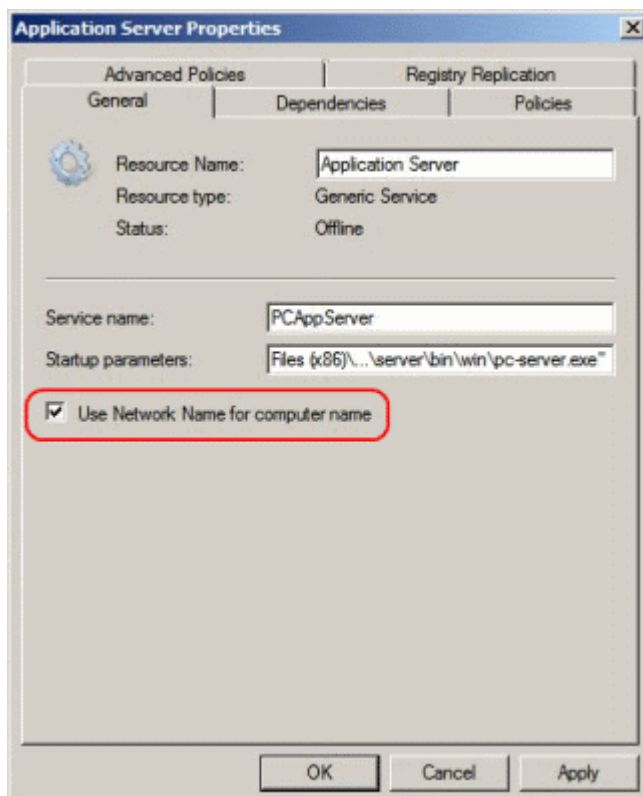 Application Server Properties
Advanced Policies Registry Replication
General Dependencies Policies
Resource Name: Application Server
Resource type: Generic Service
Status: Offline
Service name: PCAppServer
Startup parameters: Files (x86)\...\server\bin\win\pc-server.exe"
Use Network Name for computer name
OK Cancel Apply